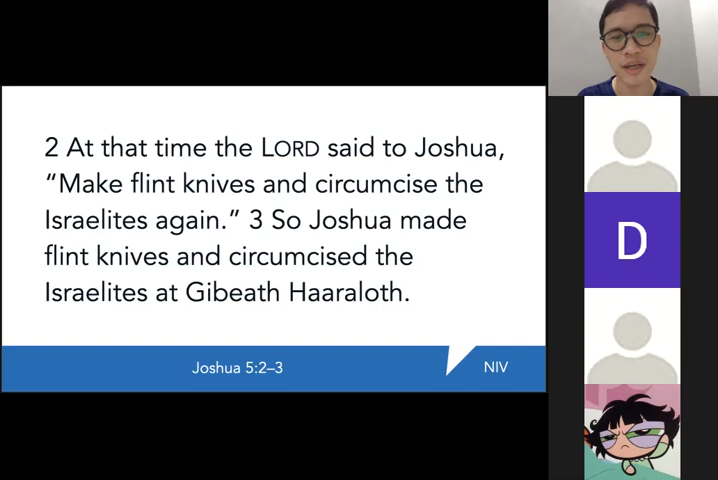 2 At that time the LORD said to Joshua,
“Make flint knives and circumcise the
Israelites again.” 3 So Joshua made
flint knives and circumcised the
Israelites at Gibeath Haaraloth.
Joshua 5:2–3
NIV
D